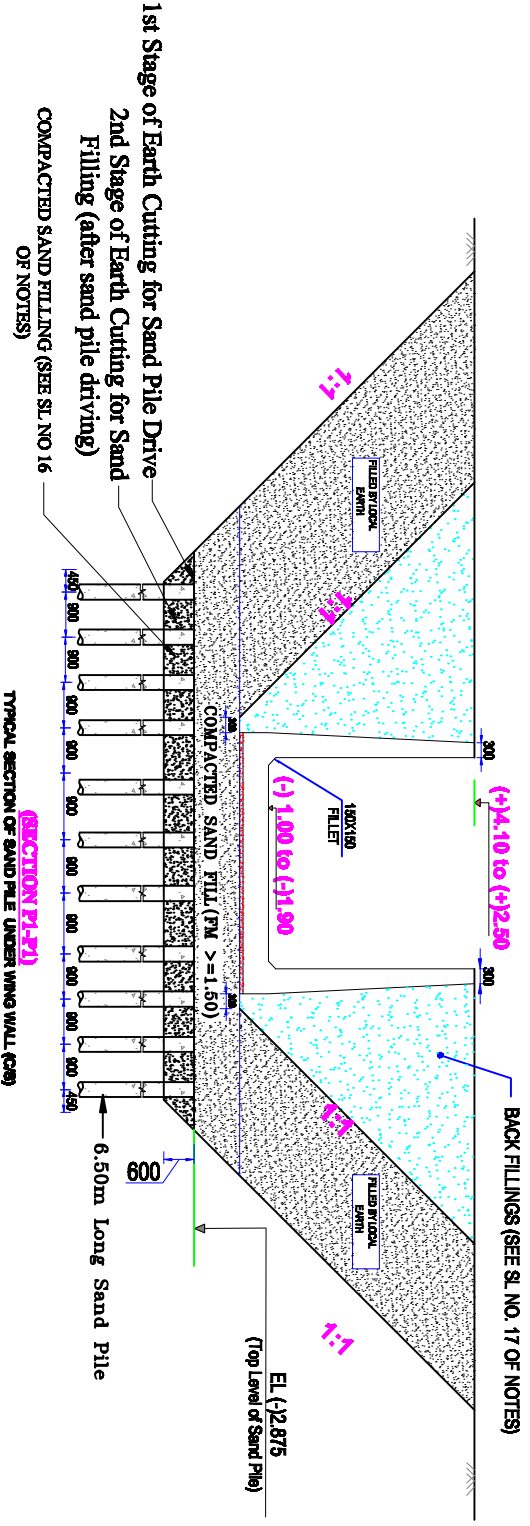 BACK FILLINGS (SEE SL NO. 17 OF NOTES)
(+)4.10 to (+)2.50
300
300
1:1
FILLED BY LOCAL
EARTH
1:1
150X150
FILLET
(-) 1.00 to (-)1.90
1:1
FILLED BY LOCAL
EARTH
1:1
COMPACTED SAND FILL (FM >=1.50)
EL (-)2.875
(Top Level of Sand Pile)
1st Stage of Earth Cutting for Sand Pile Drive
2nd Stage of Earth Cutting for Sand
Filling (after sand pile driving)
COMPACTED SAND FILLING (SEE SL NO 16
OF NOTES)
600
6.50m Long Sand Pile
450 900 900 900 900 900 900 900 900 900 900 450
(SECTION P1-P1)
TYPICAL SECTION OF SAND PILE UNDER WING WALL (C/S)